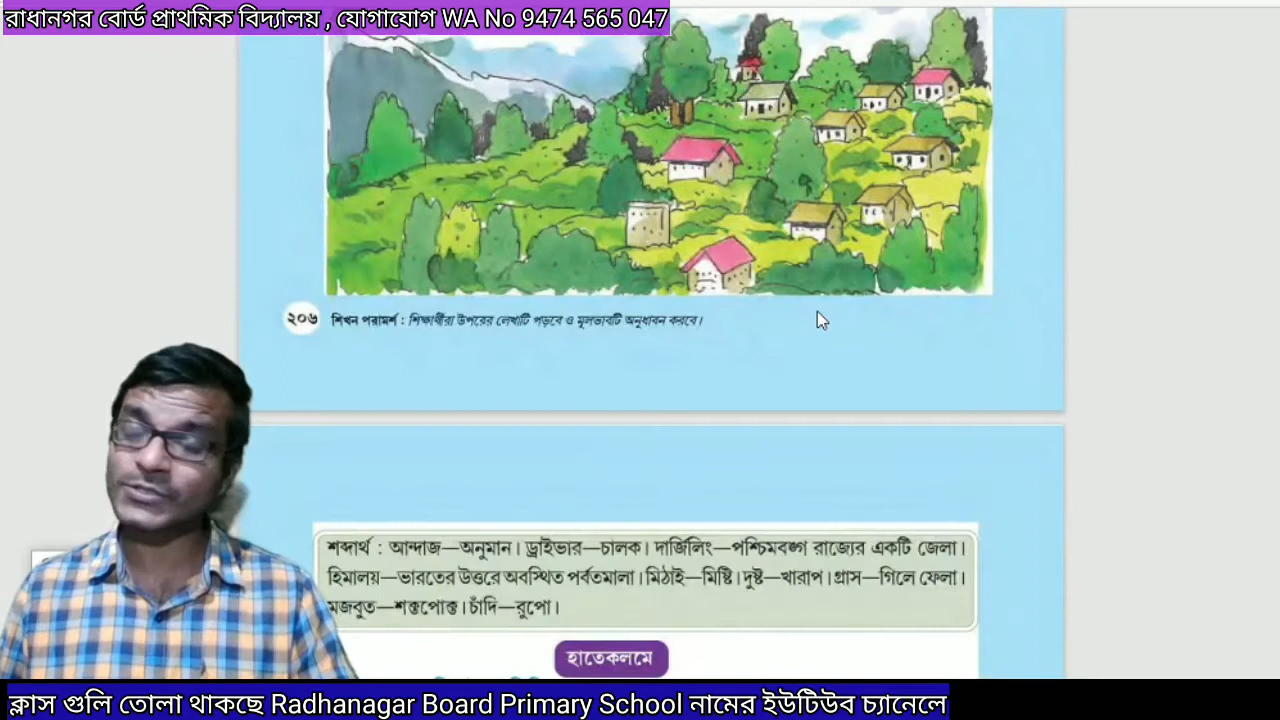 রাধানগর বোর্ড প্রাথমিক বিদ্যালয় , যোগাযোগ WA No 9474 565 047
২০৬ শিখন পরামর্শ : শিক্ষার্থীরা উপরের লেখাটি পড়বে ও মূলভাবটি অনুধাবন করবে।
শব্দার্থ : আন্দাজ—অনুমান। ড্রাইভার—চালক। দার্জিলিং—পশ্চিমবঙ্গ রাজ্যের একটি জেলা।
হিমালয়—ভারতের উত্তরে অবস্থিত পর্বতমালা। মিঠাই—মিষ্টি। দুষ্ট—খারাপ। গ্রাস—গিলে ফেলা।
মজবুত—শক্তপোক্ত। চাঁদি—রুপো।
হাতেকলমে
ক্লাস গুলি তোলা থাকছে Radhanagar Board Primary School নামের ইউটিউব চ্যানেলে